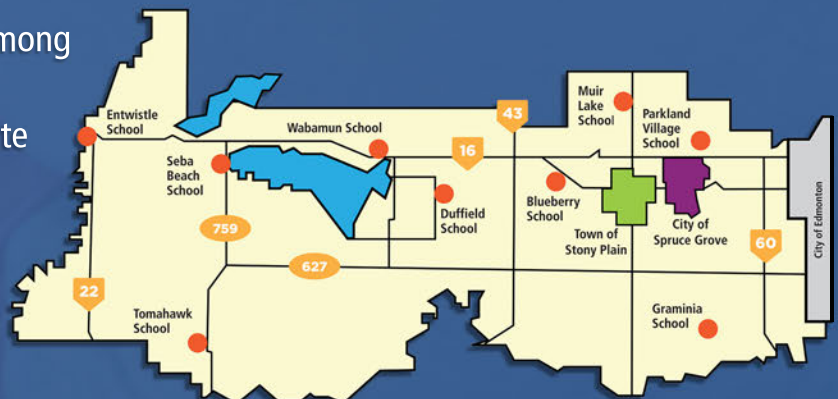 mong
te
Entwistle
School
Seba
Beach
School
Wabamun School
16
43
Muir
Lake
School
Parkland
Village
School
Duffield
School
Blueberry
School
Town of
Stony Plain
City of
Spruce Grove
City of Edmonton
759
627
60
22
Tomahawk
School
Graminia
School